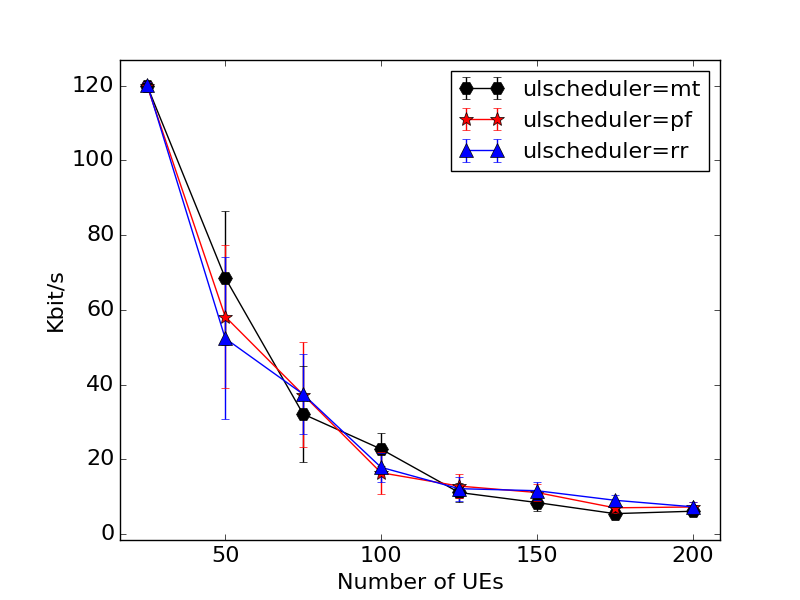 120
100
80
60
40
20
0
Kbit/s
ulscheduler=mt
ulscheduler=pf
ulscheduler=rr
50
100
150
200
Number of UEs